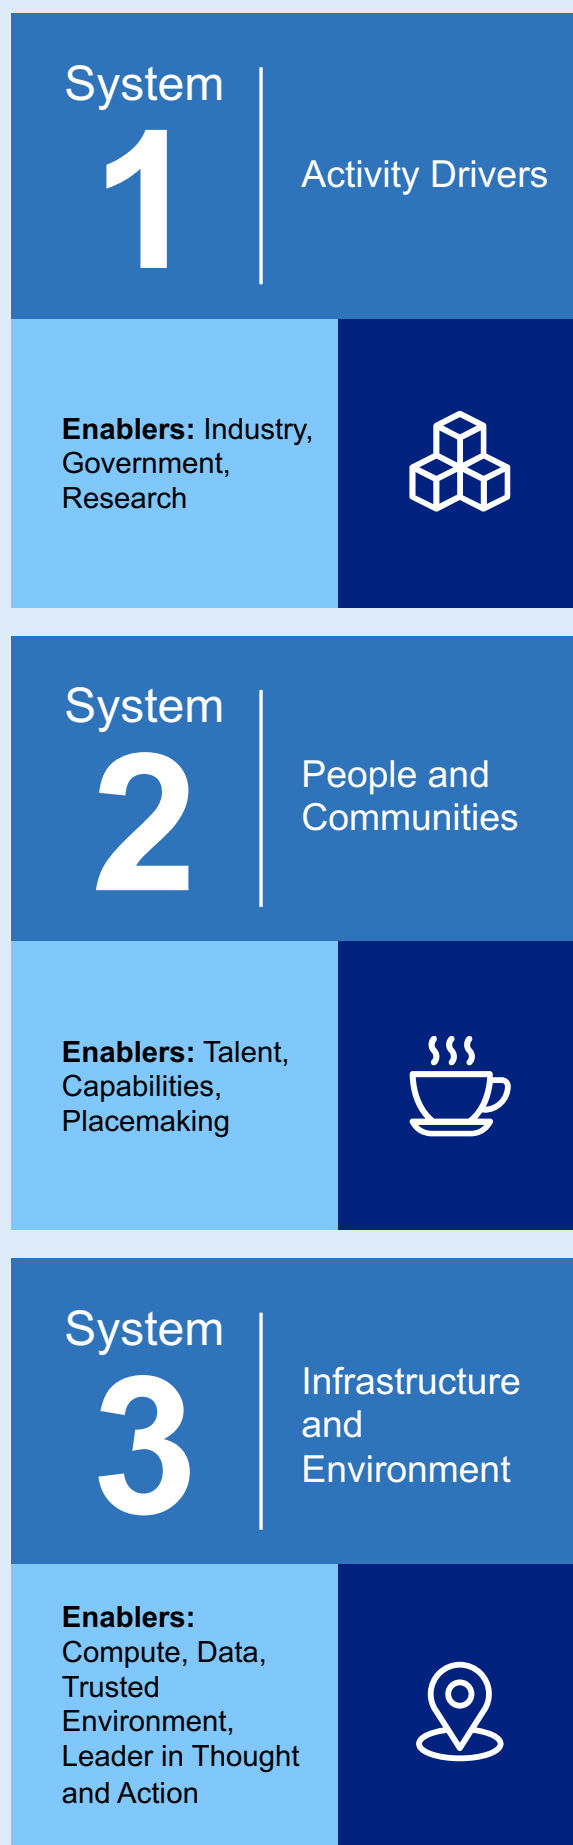 System
1
Activity Drivers
Enablers: Industry,
Government,
Research
System
2
People and
Communities
Enablers: Talent,
Capabilities,
Placemaking
System
3
Infrastructure
and
Environment
Enablers:
Compute, Data,
Trusted
Environment,
Leader in Thought
and Action